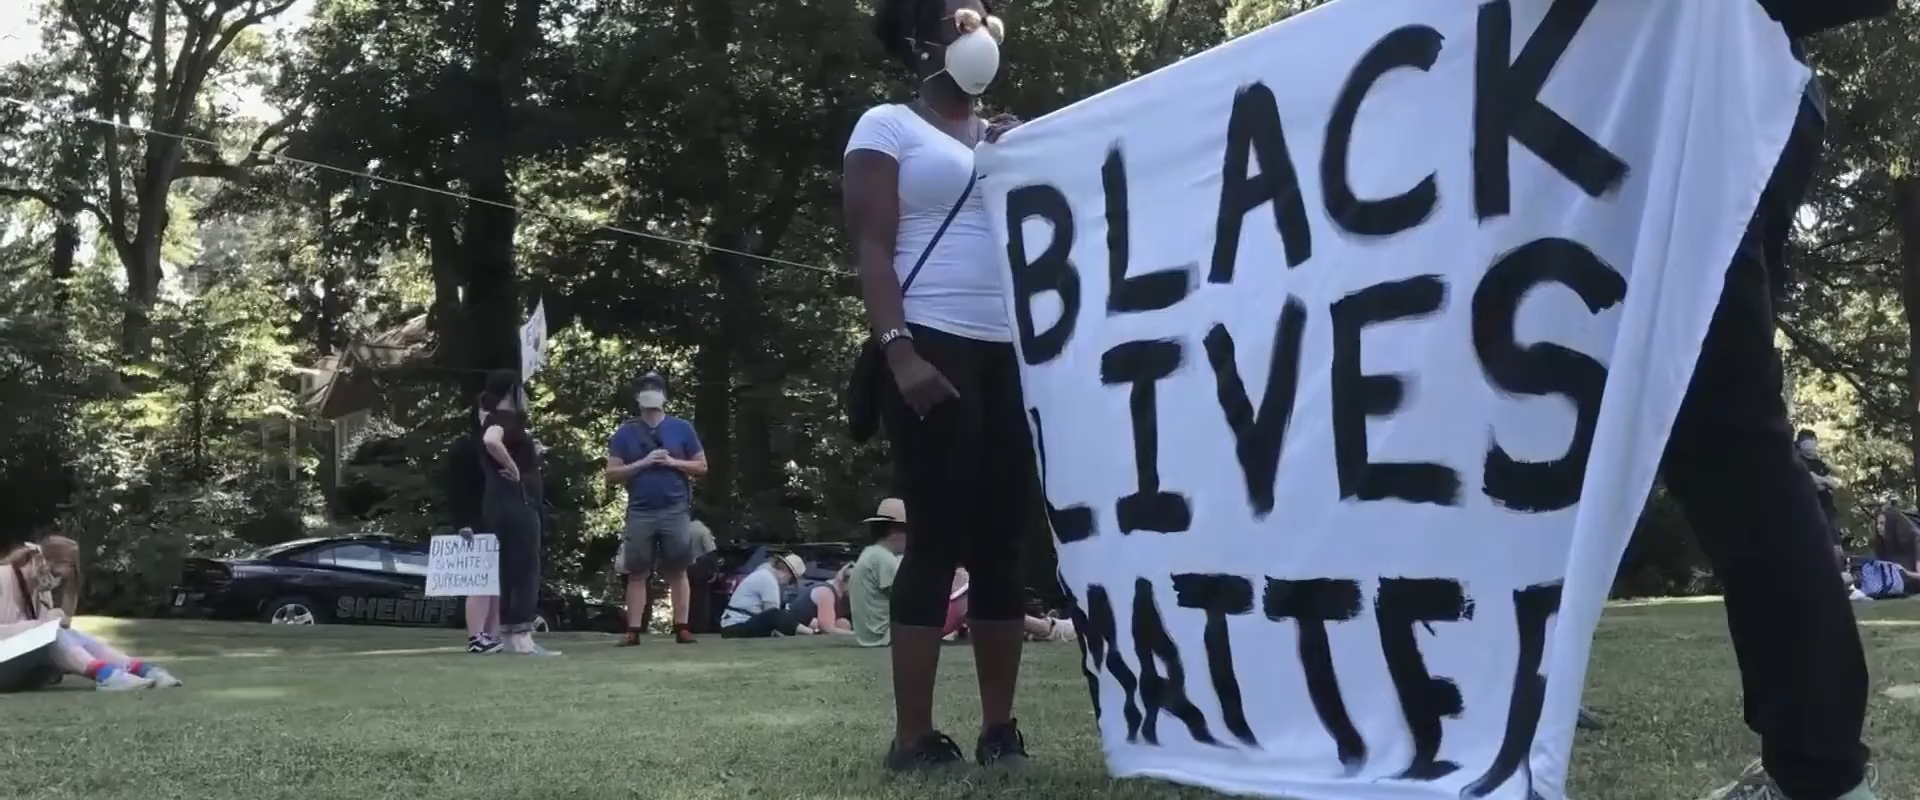 BLACK
LIVES
MATTER
DISMANTLE
WHITE
SUPREMACY
SHERIFF